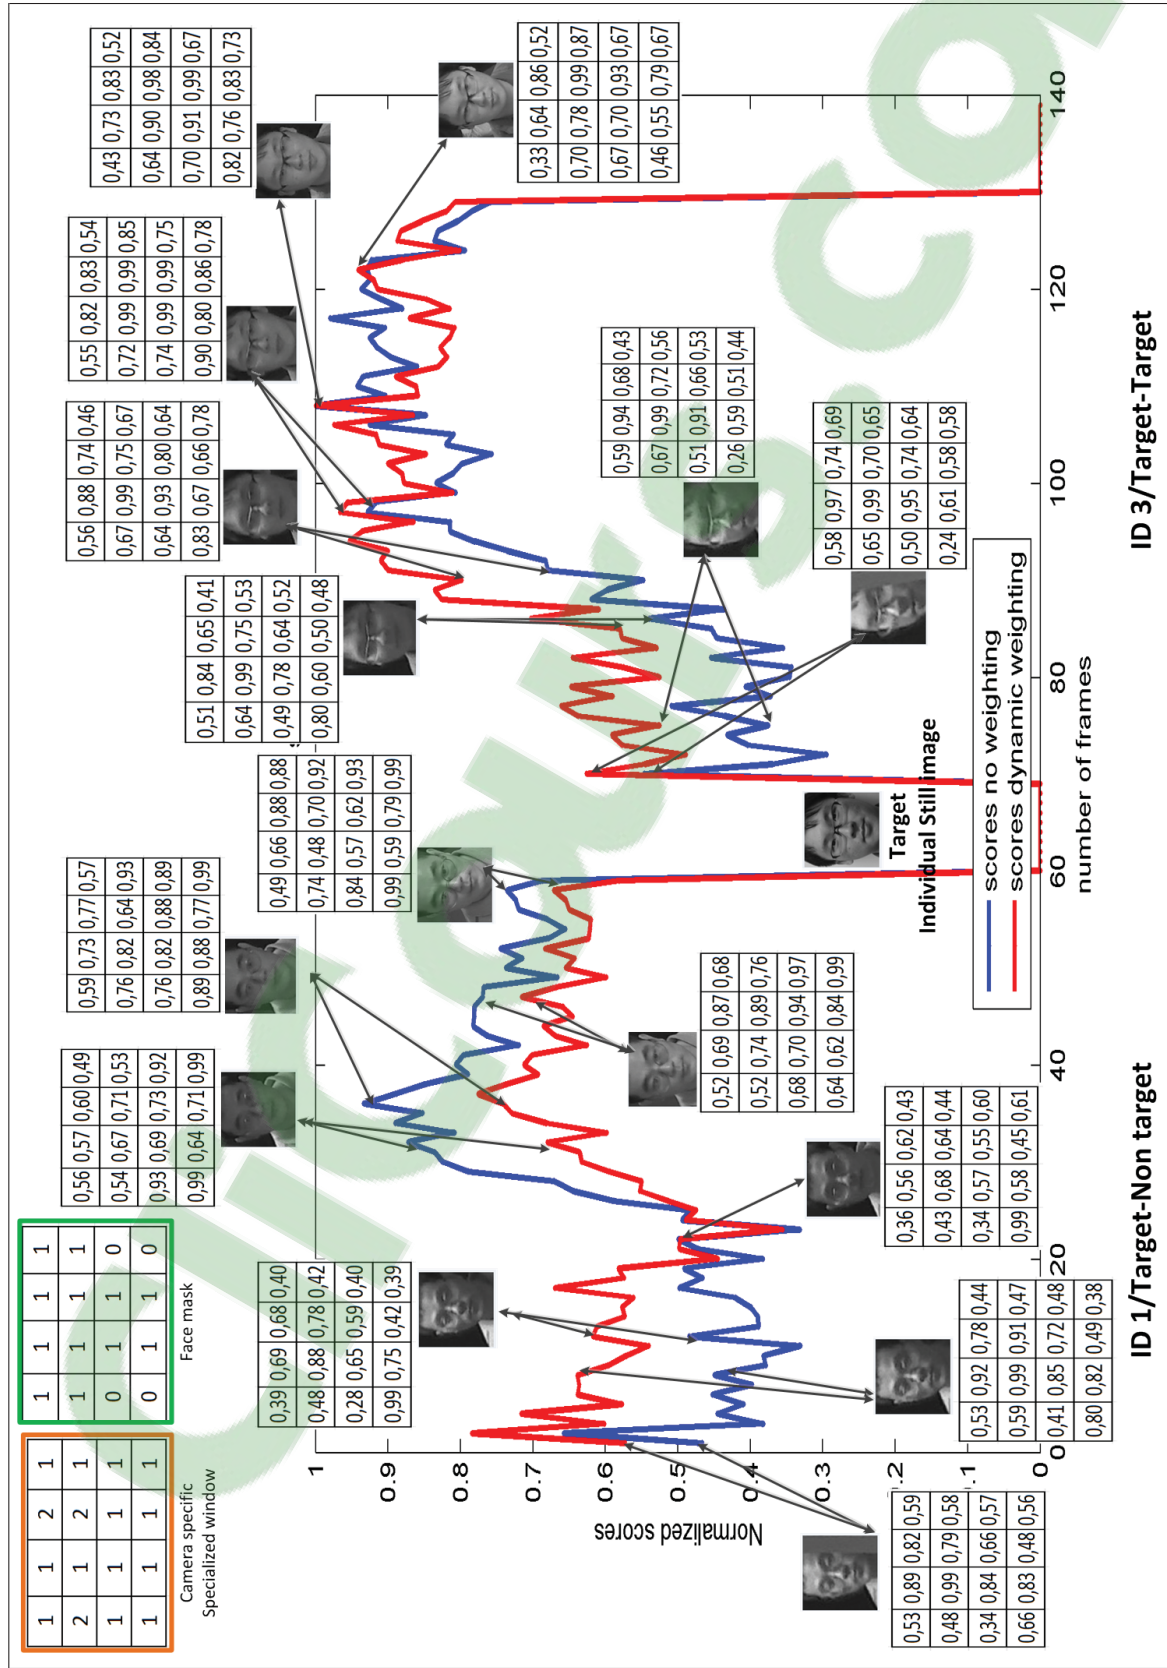 1 1 2 1
2 1 2 1
1 1 1 1
1 1 1 1
Camera specific
Specialized window
1 1 1 1
1 1 1 1
0 1 1 0
0 1 1 0
Face mask
0,56 0,57 0,60 0,49
0,54 0,67 0,71 0,53
0,93 0,69 0,73 0,92
0,99 0,64 0,71 0,99
0,59 0,73 0,77 0,57
0,76 0,82 0,64 0,93
0,76 0,82 0,88 0,89
0,89 0,88 0,77 0,99
0,56 0,88 0,74 0,46
0,67 0,99 0,75 0,67
0,64 0,93 0,80 0,64
0,83 0,67 0,66 0,78
0,55 0,82 0,83 0,54
0,72 0,99 0,99 0,85
0,74 0,99 0,99 0,75
0,90 0,80 0,86 0,78
0,43 0,73 0,83 0,52
0,64 0,90 0,98 0,84
0,70 0,91 0,99 0,67
0,82 0,76 0,83 0,73
0,39 0,69 0,68 0,40
0,48 0,88 0,78 0,42
0,28 0,65 0,59 0,40
0,99 0,75 0,42 0,39
0,49 0,66 0,88 0,88
0,74 0,48 0,70 0,92
0,84 0,57 0,62 0,93
0,99 0,59 0,79 0,99
0,51 0,84 0,65 0,41
0,64 0,99 0,75 0,53
0,49 0,78 0,64 0,52
0,80 0,60 0,50 0,48
0,33 0,64 0,86 0,52
0,70 0,78 0,99 0,87
0,67 0,70 0,93 0,67
0,46 0,55 0,79 0,67
0,59 0,94 0,68 0,43
0,67 0,99 0,72 0,56
0,51 0,91 0,66 0,53
0,26 0,59 0,51 0,44
0,52 0,69 0,87 0,68
0,52 0,74 0,89 0,76
0,68 0,70 0,94 0,97
0,64 0,62 0,84 0,99
0,58 0,97 0,74 0,69
0,65 0,99 0,70 0,65
0,50 0,95 0,74 0,64
0,24 0,61 0,58 0,58
0,36 0,56 0,62 0,43
0,43 0,68 0,64 0,44
0,34 0,57 0,55 0,60
0,99 0,58 0,45 0,61
0,53 0,89 0,82 0,59
0,48 0,99 0,79 0,58
0,34 0,84 0,66 0,57
0,66 0,83 0,48 0,56
0,53 0,92 0,78 0,44
0,59 0,99 0,91 0,47
0,41 0,85 0,72 0,48
0,80 0,82 0,49 0,38
Normalized scores
1
0.9
0.8
0.7
0.6
0.5
0.4
0.3
0.1
0
Target
Individual Still image
scores no weighting
scores dynamic weighting
0 20 40 60 80 100 120 140
number of frames
ID 1/Target-Non target
ID 3/Target-Target
Clicours.co